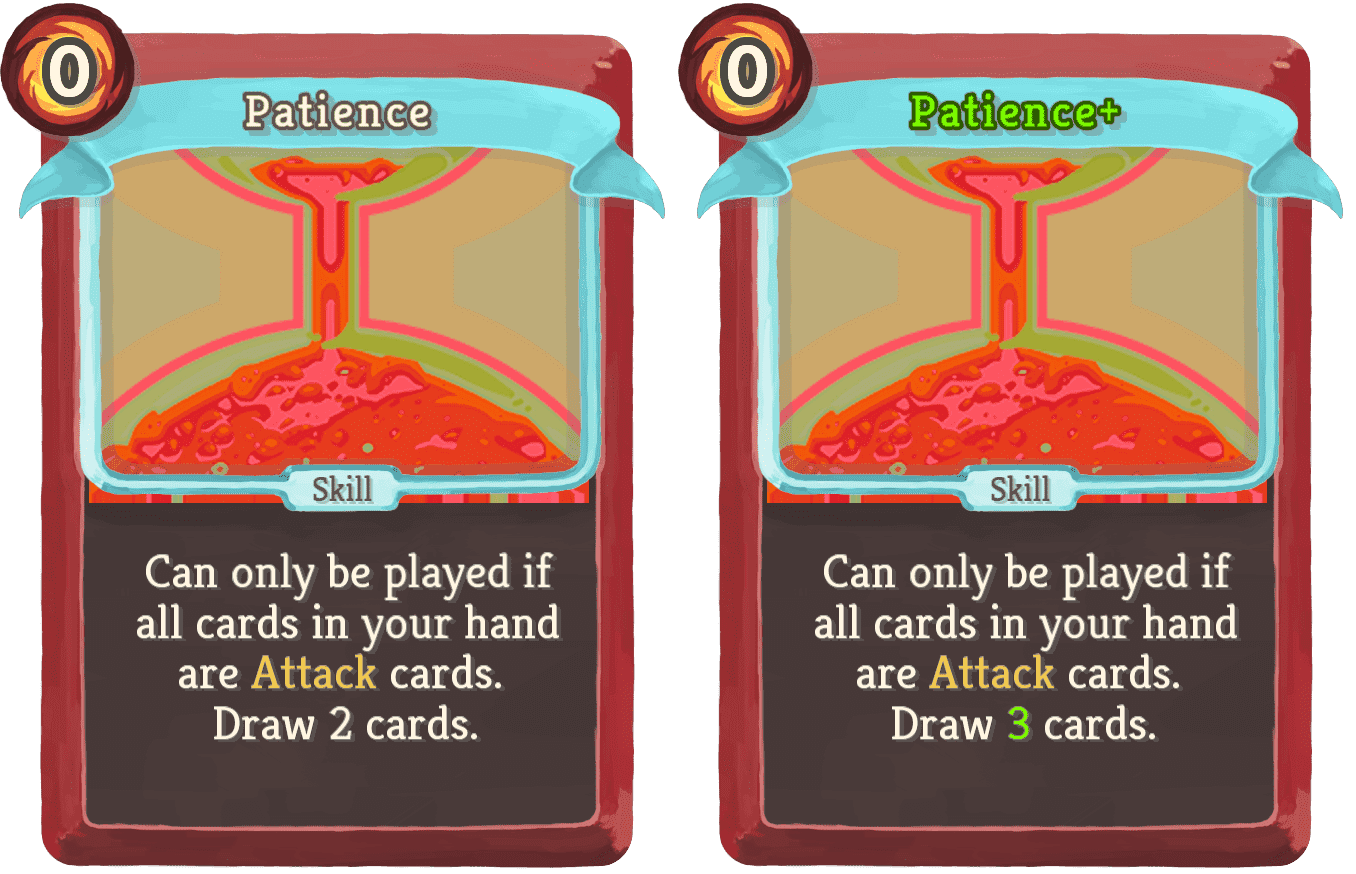 0
Patience
Skill
Can only be played if
all cards in your hand
are Attack cards.
Draw 2 cards.
0
Patience+
Skill
Can only be played if
all cards in your hand
are Attack cards.
Draw 3 cards.